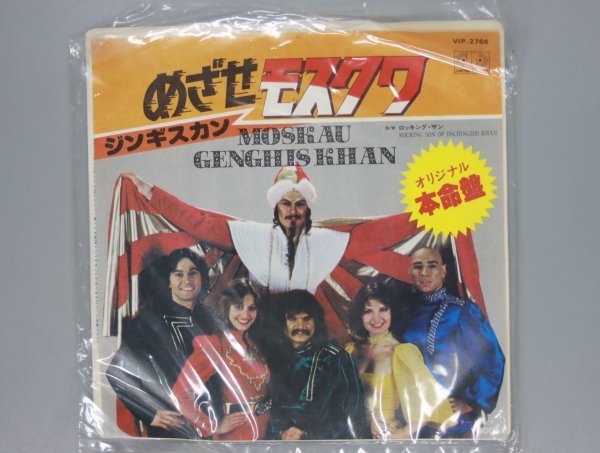 VIP-2766
めざせモスクワ
ジンギスカン
MOSKAU
GENGHIS KHAN
B/W ロッキング・サン
ROCKING SON OF DSCHINGHIS KHAN
オリジナル
本命盤